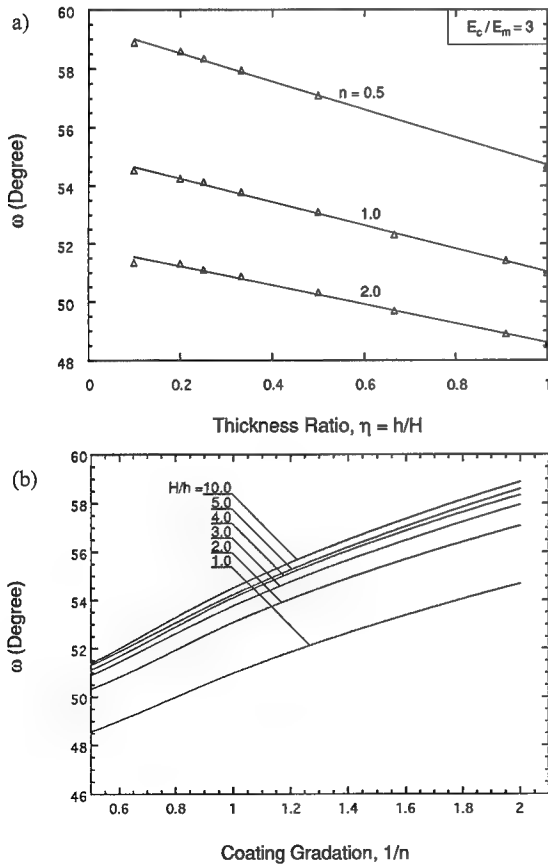 a)
E_c / E_m = 3
60
58
56
54
52
50
48
ω (Degree)
n = 0.5
1.0
2.0
0 0.2 0.4 0.6 0.8 1
Thickness Ratio, η = h/H
(b)
60
58
56
54
52
50
48
46
ω (Degree)
H/h =10.0
5.0
4.0
3.0
2.0
1.0
0.6 0.8 1 1.2 1.4 1.6 1.8 2
Coating Gradation, 1/n